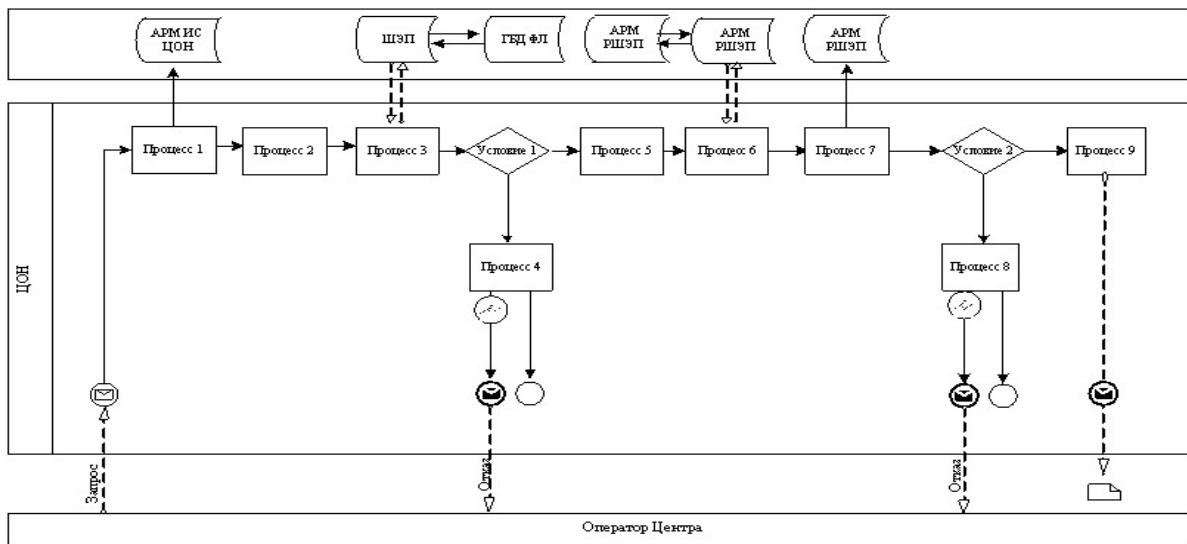 АРМ ИС
ЦОН
ШЭП
ГБД ФЛ
АРМ
РШЭП
АРМ
РШЭП
АРМ
РШЭП
Процесс 1
Процесс 2
Процесс 3
Условие 1
Процесс 5
Процесс 6
Процесс 7
Условие 2
Процесс 9
Процесс 4
Процесс 8
ЦОН
Запрос
Отказ
Отказ
Оператор Центра